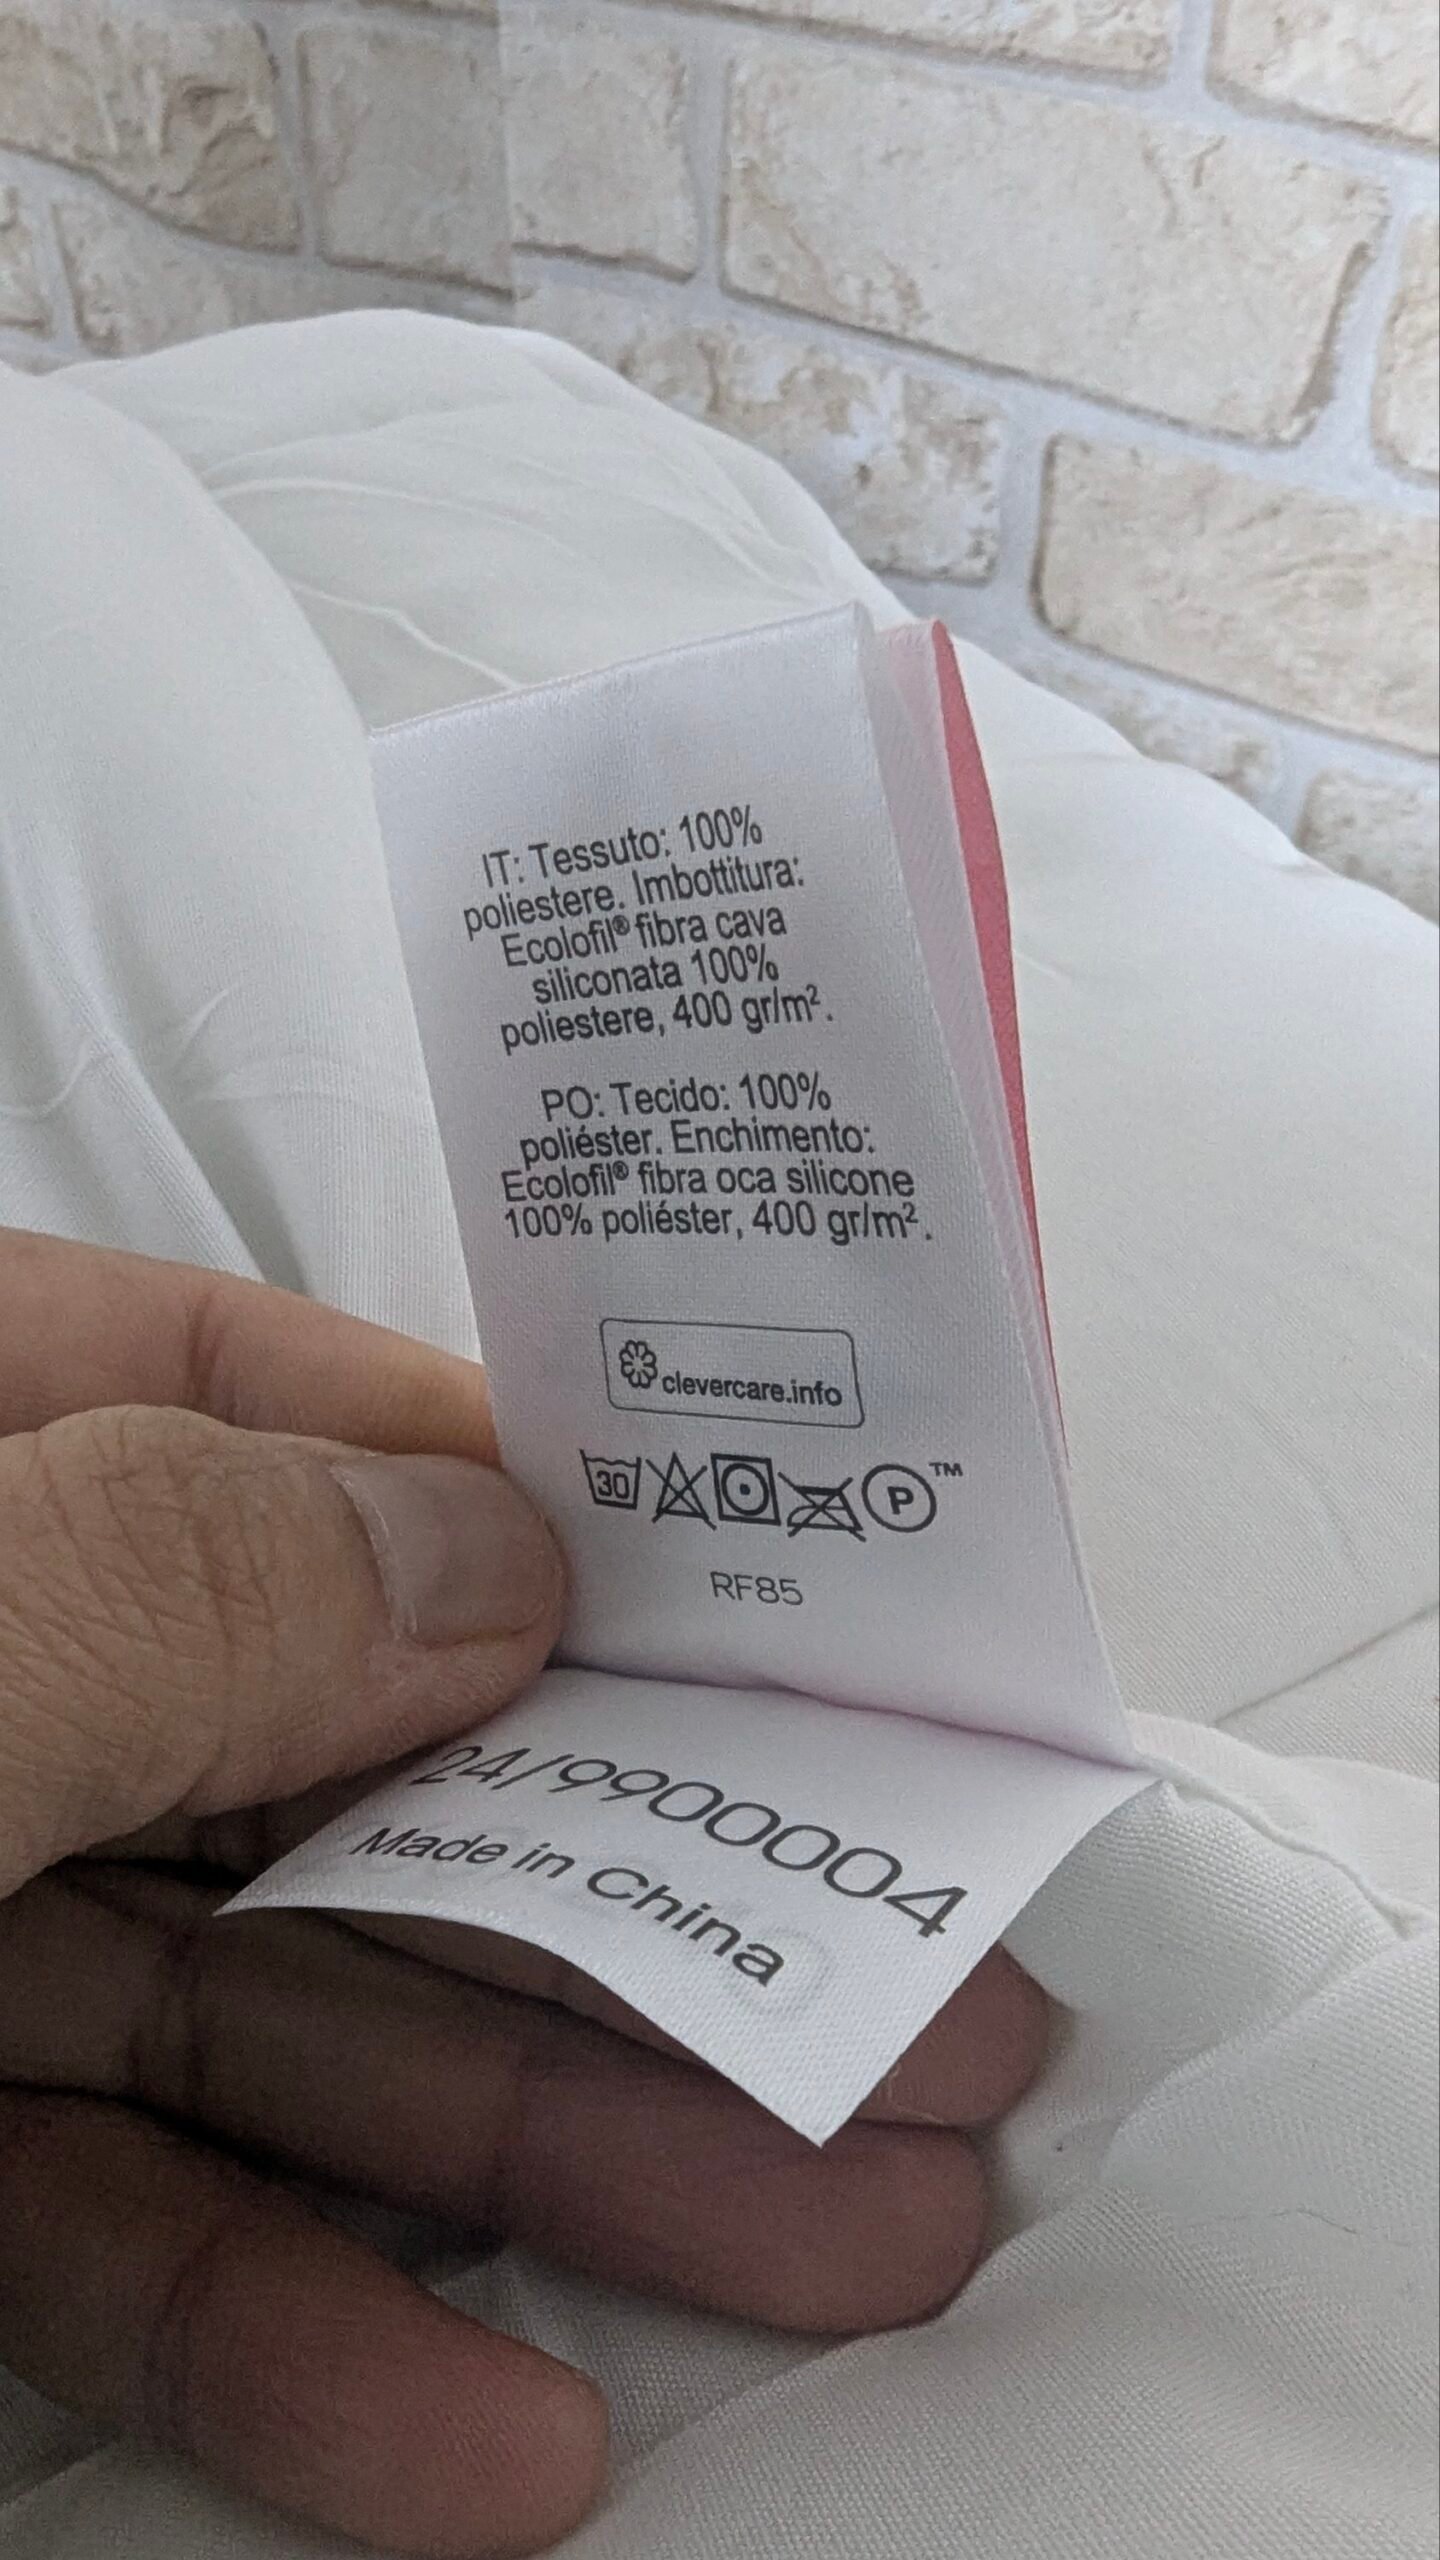 IT: Tessuto: 100%
poliestere. Imbottitura:
Ecolofil® fibra cava
siliconata 100%
poliestere, 400 gr/m².
PO: Tecido: 100%
poliéster. Enchimento:
Ecolofil® fibra oca silicone
100% poliéster, 400 gr/m².
clevercare.info
30 P ™
RF85
24/990004
Made in China